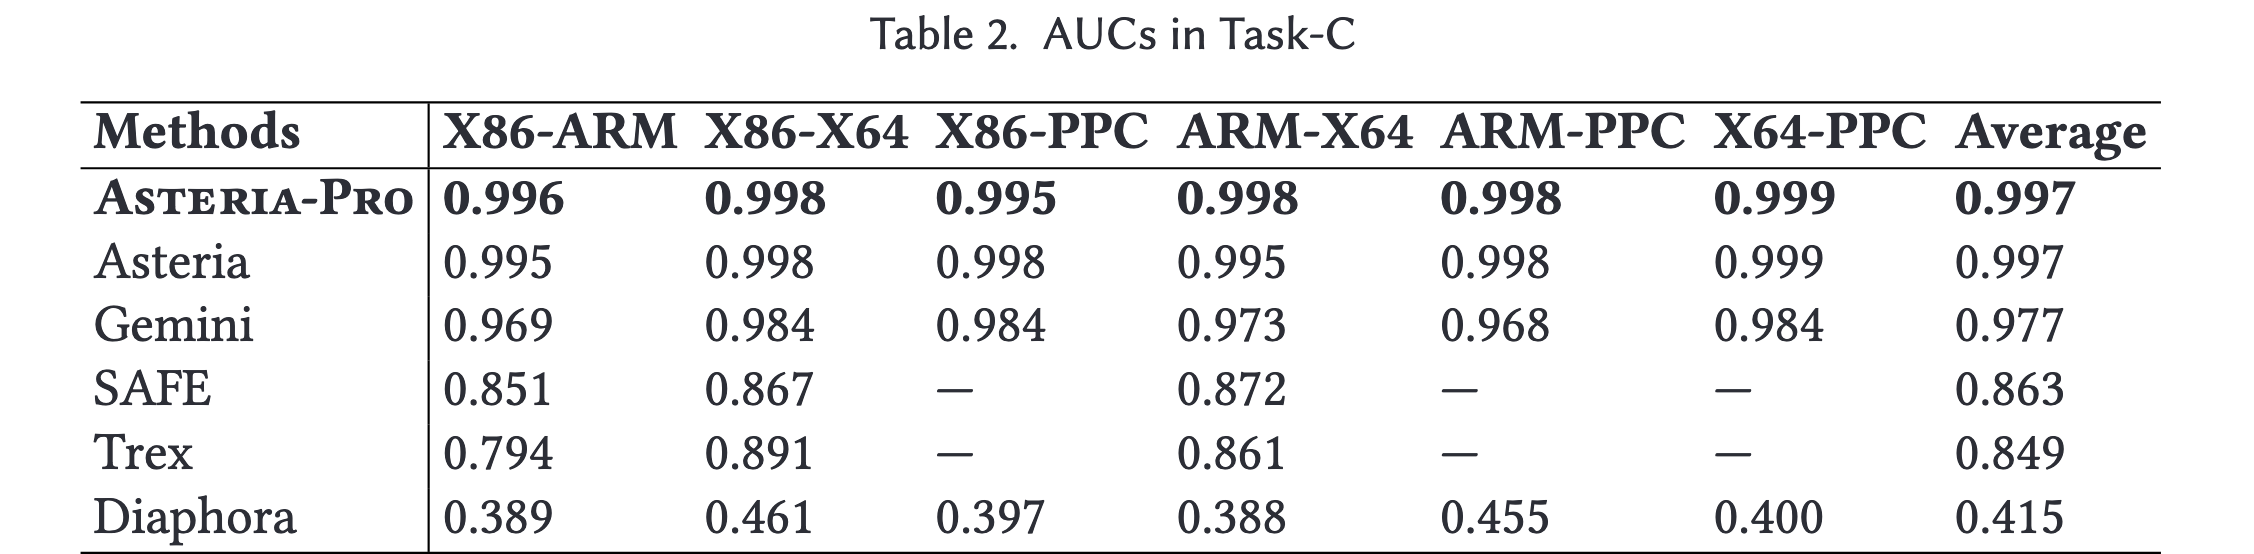 Table 2. AUCs in Task-C
Methods X86-ARM X86-X64 X86-PPC ARM-X64 ARM-PPC X64-PPC Average
Asteria-Pro 0.996 0.998 0.995 0.998 0.998 0.999 0.997
Asteria 0.995 0.998 0.998 0.995 0.998 0.999 0.997
Gemini 0.969 0.984 0.984 0.973 0.968 0.984 0.977
SAFE 0.851 0.867 — 0.872 — — 0.863
Trex 0.794 0.891 — 0.861 — — 0.849
Diaphora 0.389 0.461 0.397 0.388 0.455 0.400 0.415